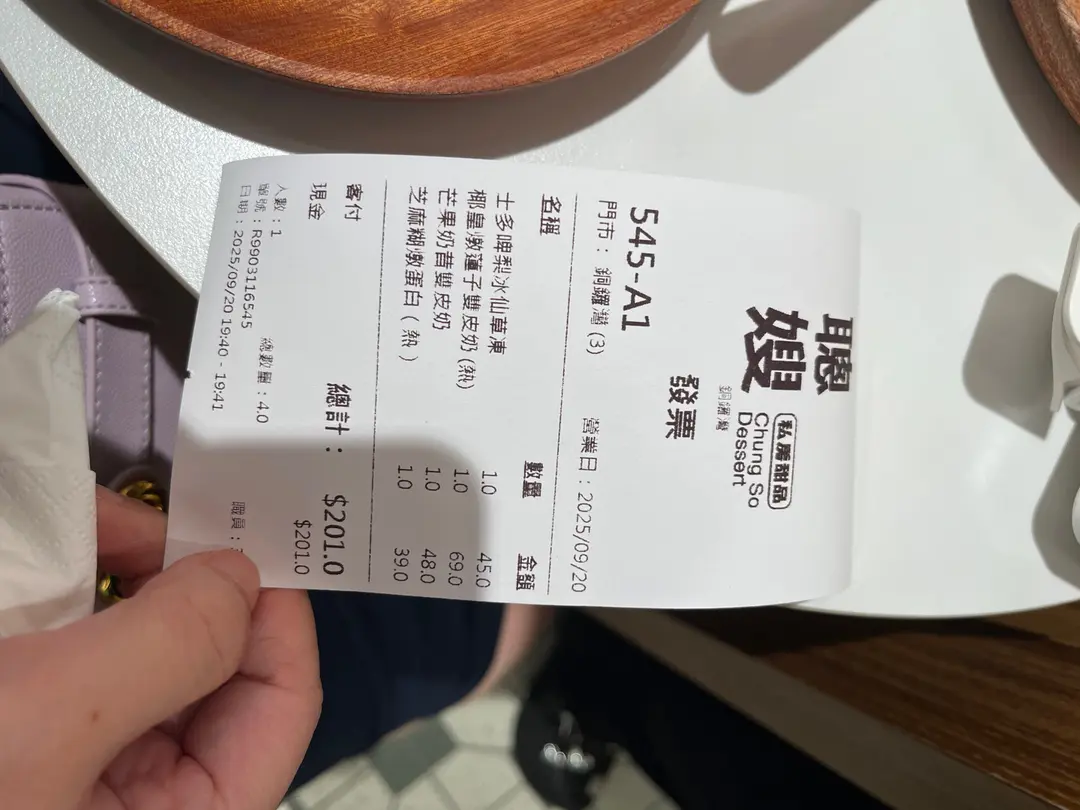 聰嫂
私房甜品
Chung So
Dessert
銅鑼灣
發票
545-A1
門市： 銅鑼灣 (3) 營業日：2025/09/20
名稱 數量 金額
士多啤梨冰仙草凍 1.0 45.0
椰皇燉蓮子雙皮奶 (熱) 1.0 69.0
芒果奶昔雙皮奶 1.0 48.0
芝麻糊燉蛋白 ( 熱 ) 1.0 39.0
總計： $201.0
客付
現金 $201.0
人數：1
單號：R9903116545 總數量：4.0
日期：2025/09/20 19:40 - 19:41 職員：